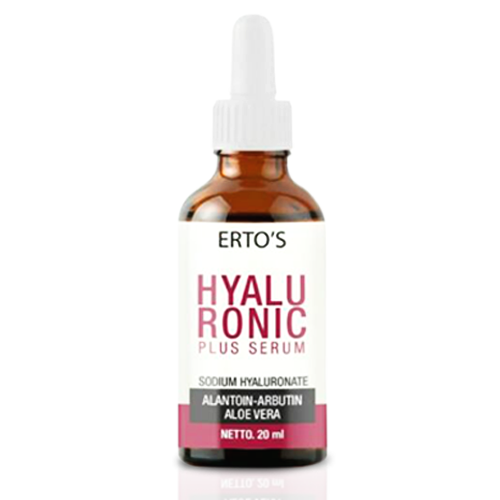 ERTO'S
HYALU
RONIC
PLUS SERUM
SODIUM HYALURONATE
ALANTOIN-ARBUTIN
ALOE VERA
NETTO. 20 ml